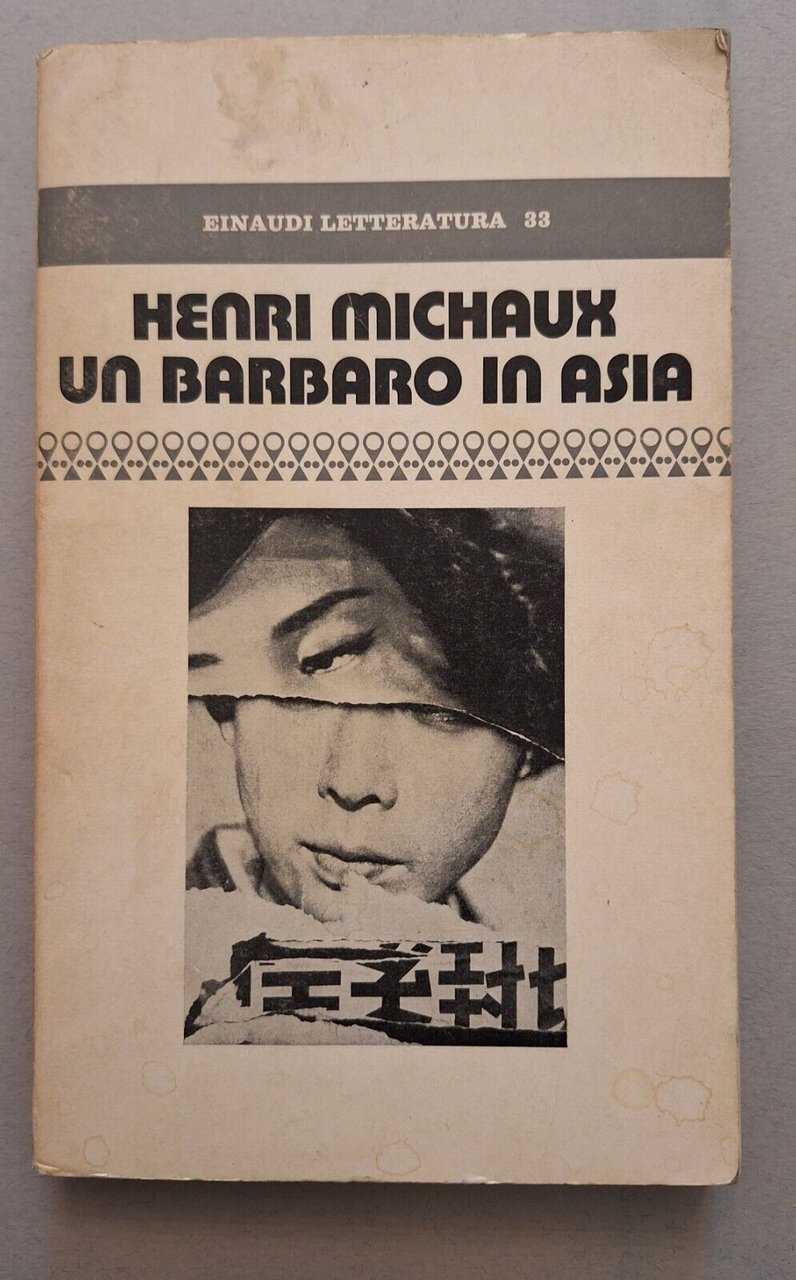 EINAUDI LETTERATURA 33
HENRI MICHAUX
UN BARBARO IN ASIA